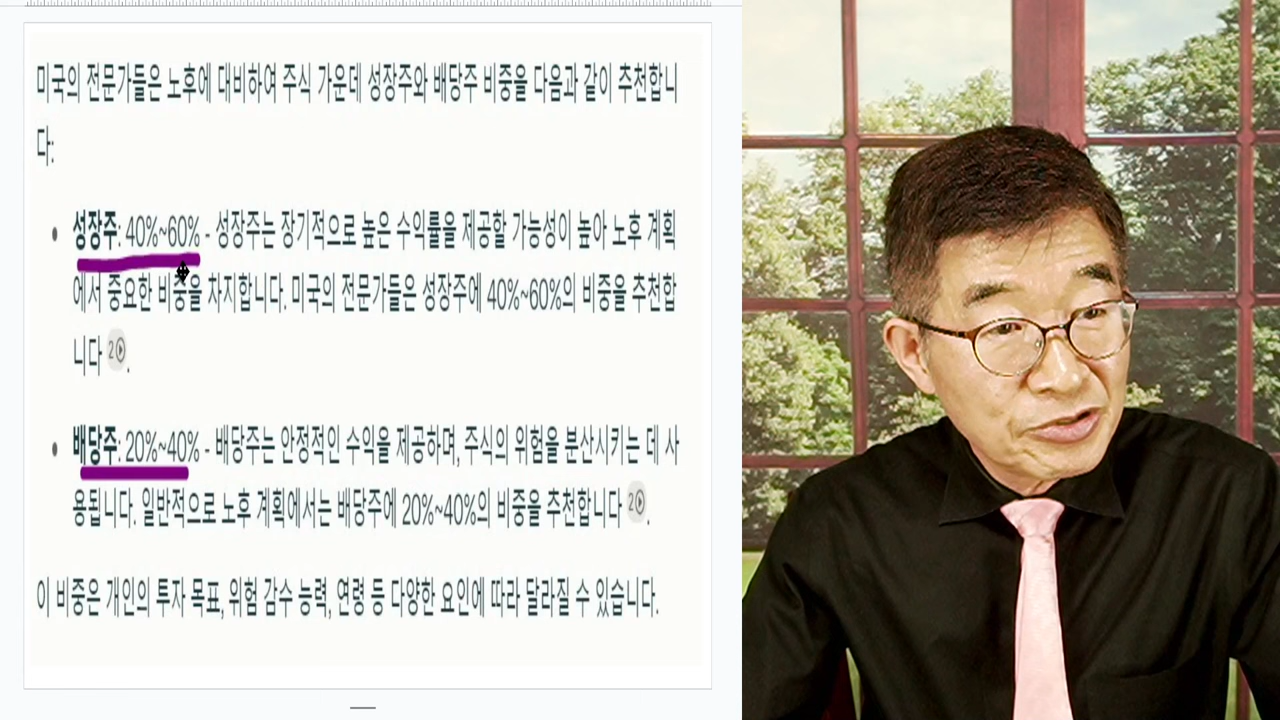 미국의 전문가들은 노후에 대비하여 주식 가운데 성장주와 배당주 비중을 다음과 같이 추천합니
다:
성장주: 40%~60% - 성장주는 장기적으로 높은 수익률을 제공할 가능성이 높아 노후 계획
에서 중요한 비중을 차지합니다. 미국의 전문가들은 성장주에 40%~60%의 비중을 추천합
니다 2.
배당주: 20%~40% - 배당주는 안정적인 수익을 제공하며, 주식의 위험을 분산시키는 데 사
용됩니다. 일반적으로 노후 계획에서는 배당주에 20%~40%의 비중을 추천합니다 2.
이 비중은 개인의 투자 목표, 위험 감수 능력, 연령 등 다양한 요인에 따라 달라질 수 있습니다.